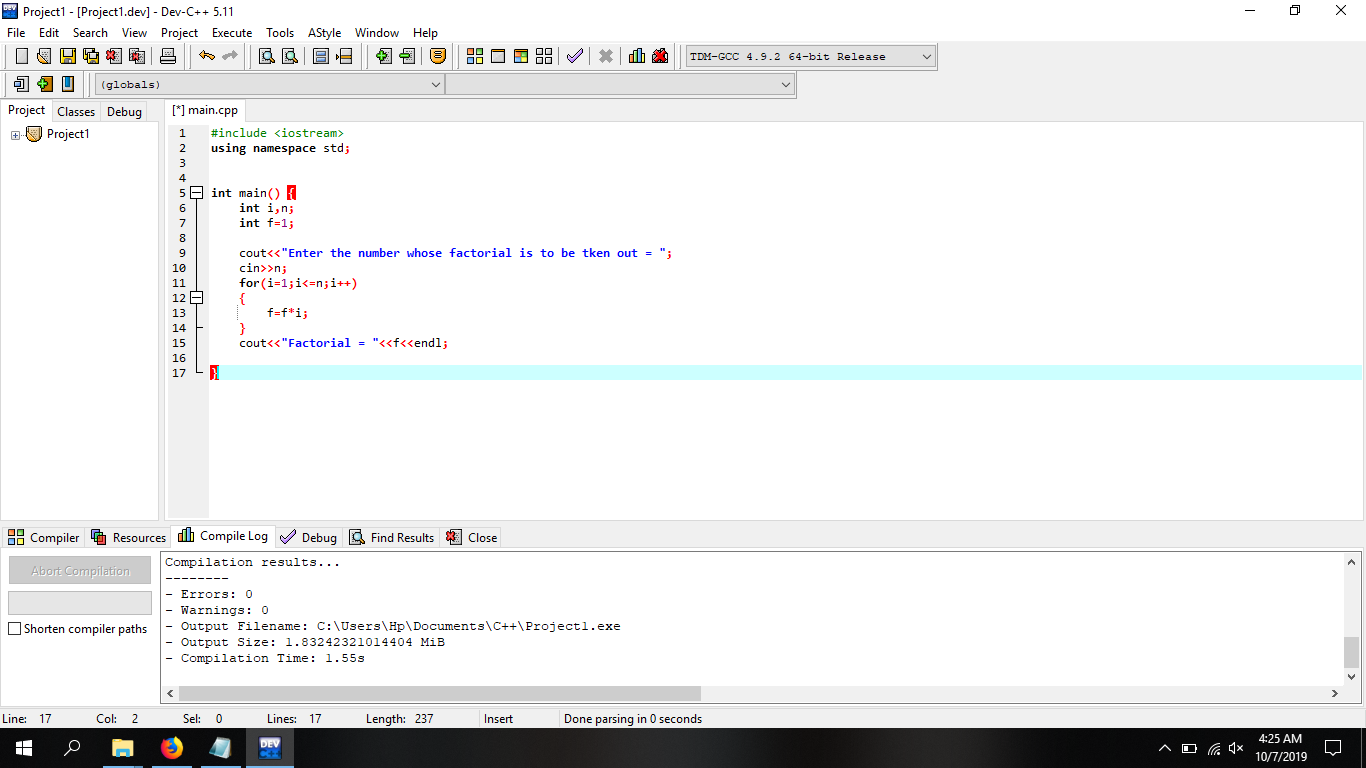 Project1 - [Project1.dev] - Dev-C++ 5.11
File Edit Search View Project Execute Tools AStyle Window Help
TDM-GCC 4.9.2 64-bit Release
(globals)
Project Classes Debug
[*] main.cpp
Project1
1 #include <iostream>
2 using namespace std;
3
4
5 int main() {
6 int i,n;
7 int f=1;
8
9 cout<<"Enter the number whose factorial is to be tken out = ";
10 cin>>n;
11 for(i=1;i<=n;i++)
12 {
13 f=f*i;
14 }
15 cout<<"Factorial = "<<f<<endl;
16
17 }
Compiler Resources Compile Log Debug Find Results Close
Abort Compilation
Shorten compiler paths
Compilation results...
--------
- Errors: 0
- Warnings: 0
- Output Filename: C:\Users\Hp\Documents\C++\Project1.exe
- Output Size: 1.83242321014404 MiB
- Compilation Time: 1.55s
Line: 17 Col: 2 Sel: 0 Lines: 17 Length: 237 Insert Done parsing in 0 seconds
DEV
4:25 AM
10/7/2019